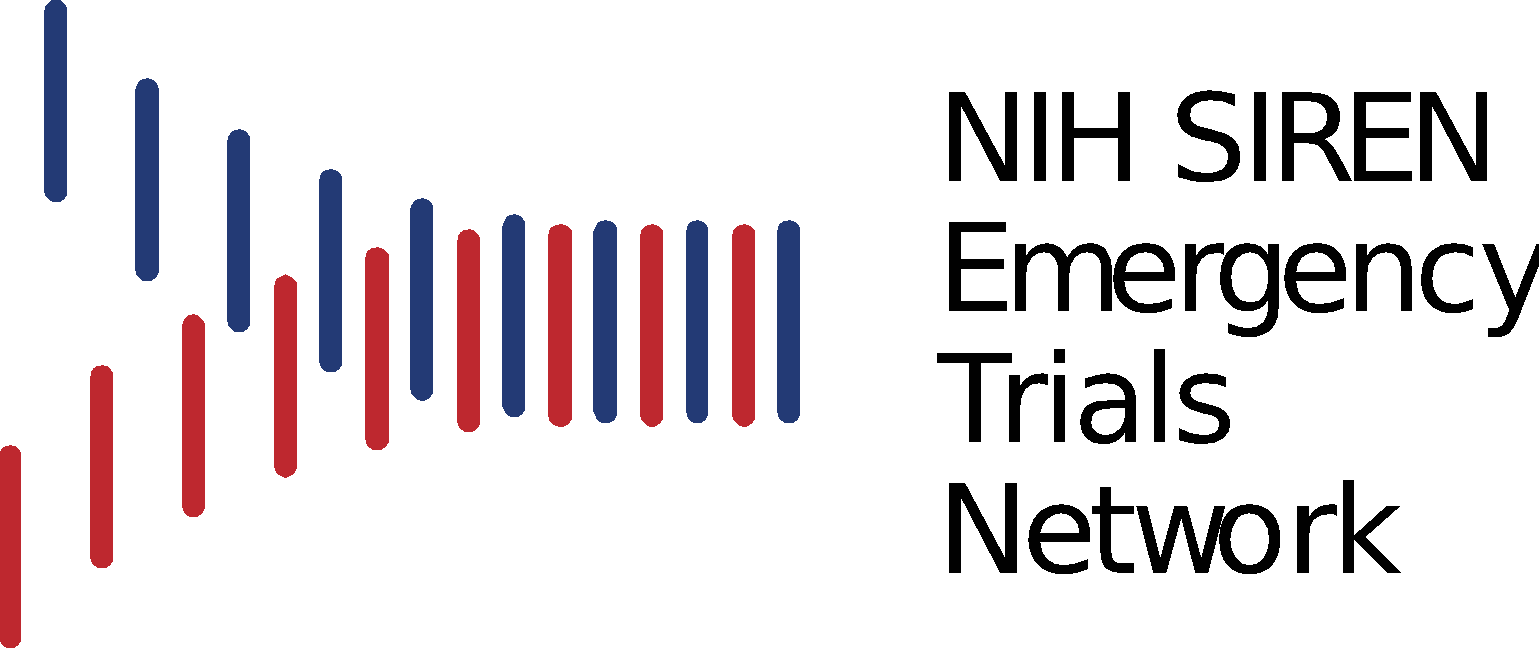 NIH SIREN
Emergency
Trials
Network